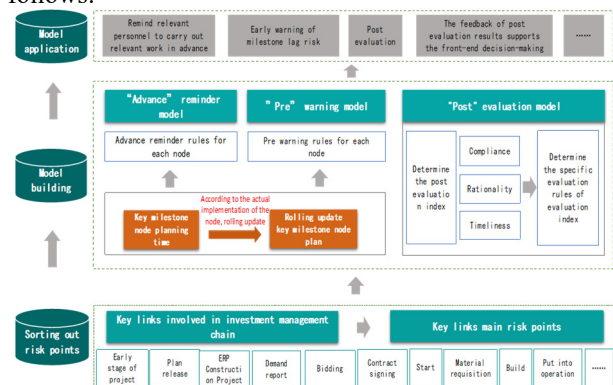 follows:
Model
application
Remind relevant
personnel to carry out
relevant work in advance
Early warning of
milestone lag risk
Post
evaluation
The feedback of post
evaluation results supports
the front-end decision-making
……
Model
building
“Advance” reminder
model
Advance reminder rules for
each node
” Pre” warning model
Pre warning rules for each
node
Key milestone
node planning
time
According to the actual
implementation of the
node, rolling update
Rolling update
key milestone node
plan
“Post” evaluation model
Determine
the post
evaluatio
n index
Compliance
Rationality
Timeliness
Determine
the specific
evaluation
rules of
evaluation
index
Sorting out
risk points
Key links involved in investment management
chain
Key links main risk points
Early
stage of
project
Plan
release
ERP
Constructi
on Project
Demand
report
Bidding
Contract
signing
Start
Material
requisition
Build
Put into
operation
……